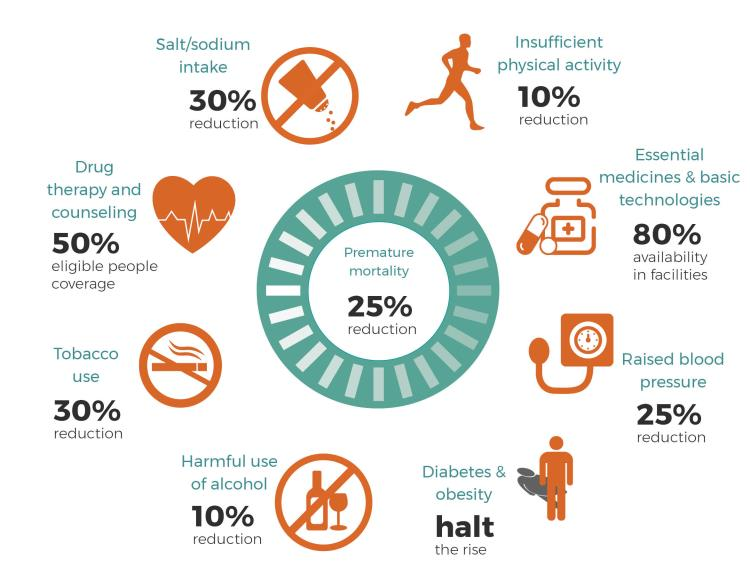 Salt/sodium
intake
30%
reduction
Insufficient
physical activity
10%
reduction
Drug
therapy and
counseling
50%
eligible people
coverage
Essential
medicines & basic
technologies
80%
availability
in facilities
Premature
mortality
25%
reduction
Tobacco
use
30%
reduction
Raised blood
pressure
25%
reduction
Harmful use
of alcohol
10%
reduction
Diabetes &
obesity
halt
the rise